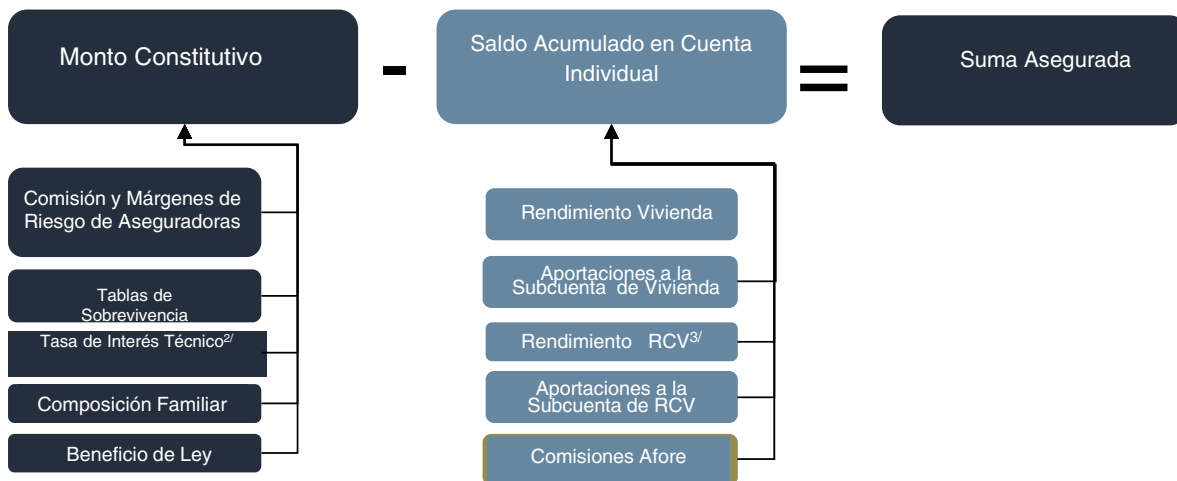 Monto Constitutivo
-
Saldo Acumulado en Cuenta
Individual
=
Suma Asegurada
Comisión y Márgenes de
Riesgo de Aseguradoras
Tablas de
Sobrevivencia
Tasa de Interés Técnico2/
Composición Familiar
Beneficio de Ley
Rendimiento Vivienda
Aportaciones a la
Subcuenta de Vivienda
Rendimiento RCV3/
Aportaciones a la
Subcuenta de RCV
Comisiones Afore